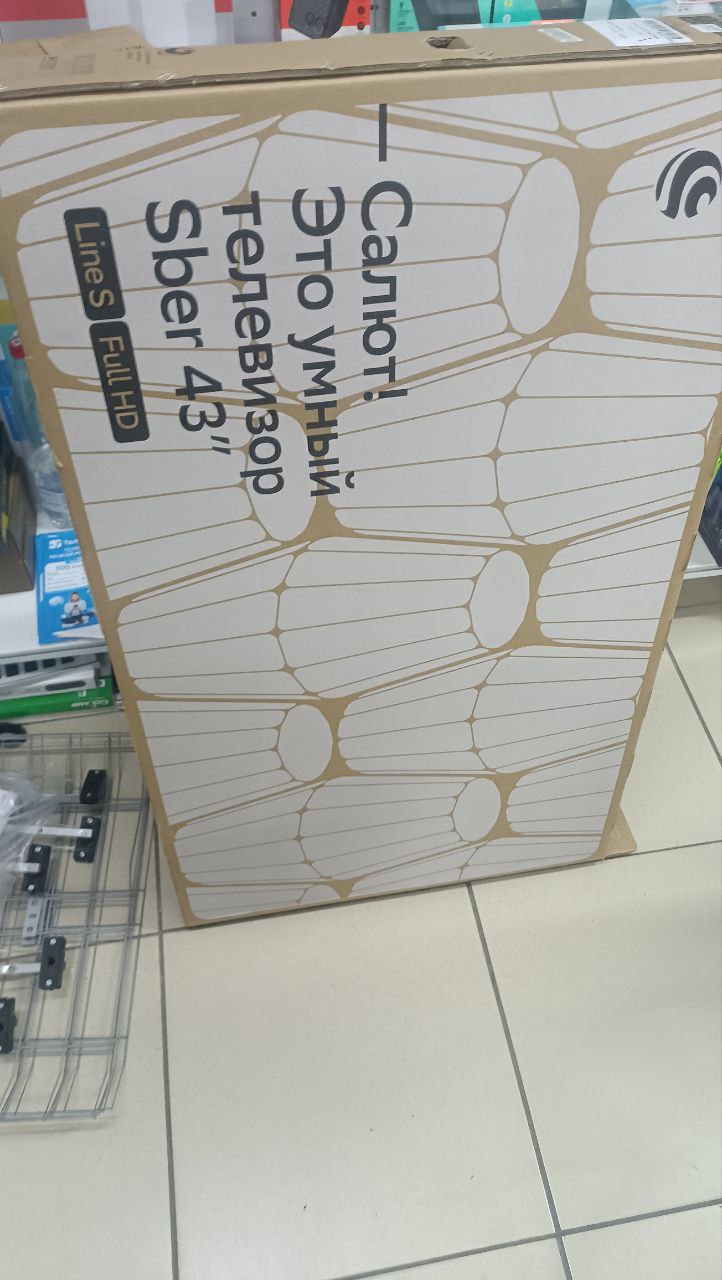 — Салют!
Это умный
телевизор
Sber 43"
Line S Full HD